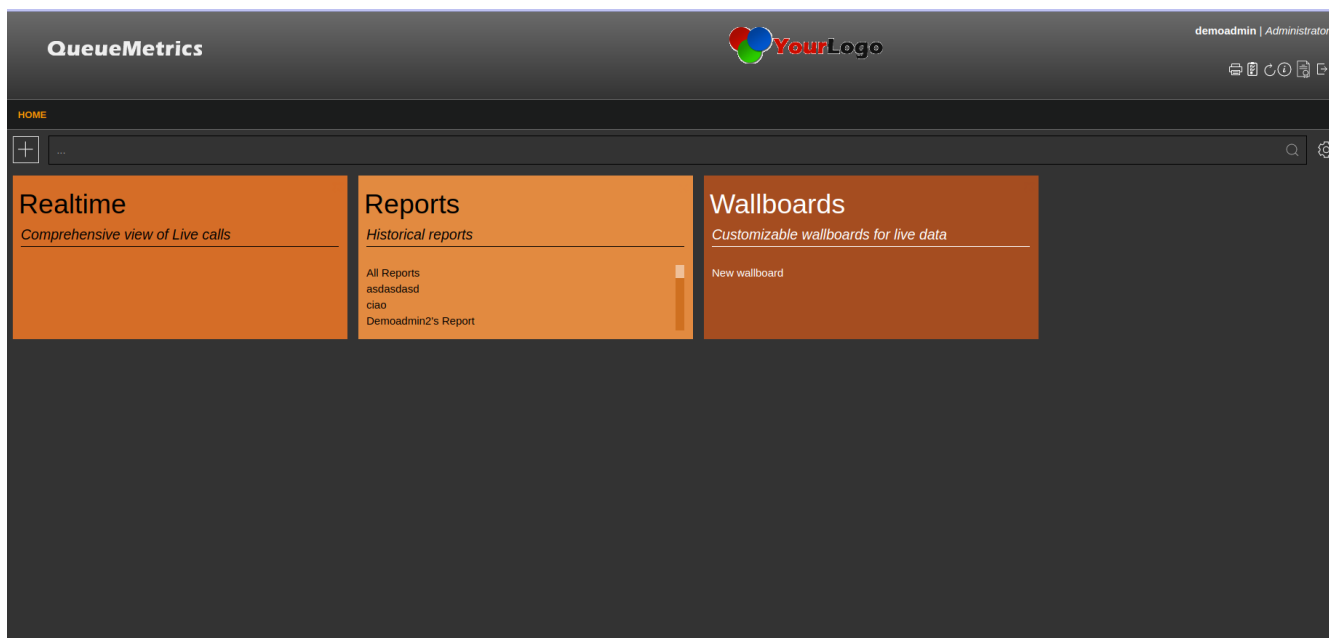 QueueMetrics
YourLogo
demoadmin | Administrator
HOME
...
Realtime
Comprehensive view of Live calls
Reports
Historical reports
All Reports
asdasdasd
ciao
Demoadmin2's Report
Wallboards
Customizable wallboards for live data
New wallboard